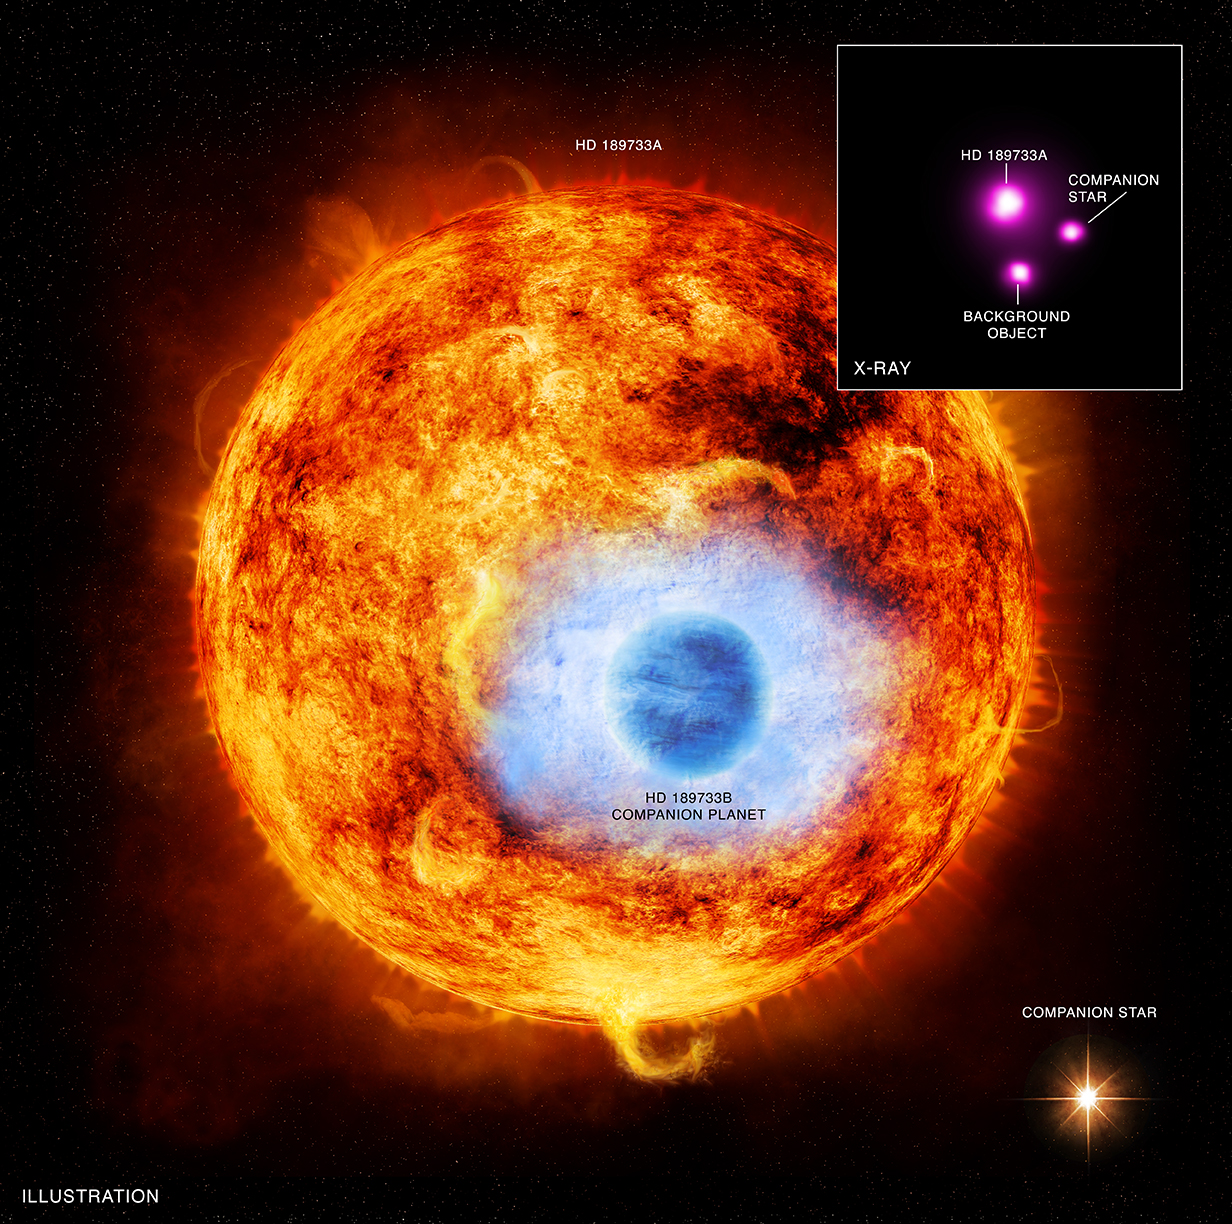 HD 189733A
HD 189733A
COMPANION
STAR
BACKGROUND
OBJECT
X-RAY
HD 189733B
COMPANION PLANET
COMPANION STAR
ILLUSTRATION